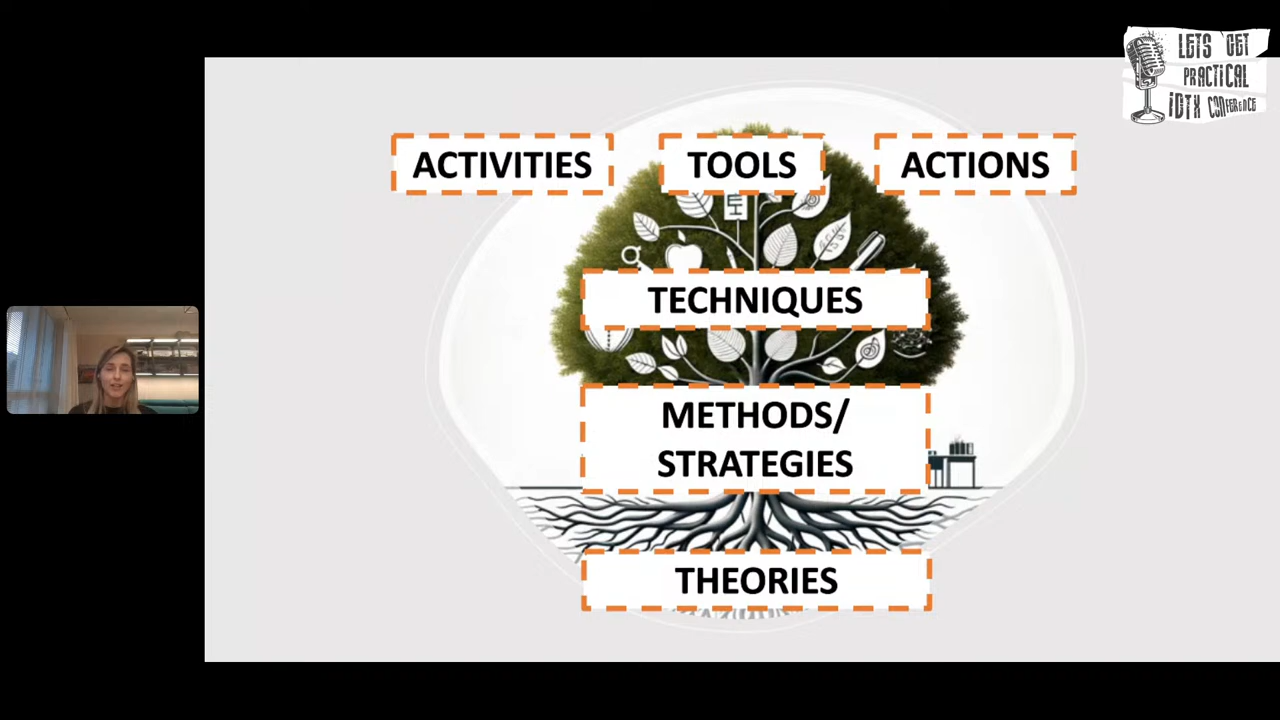 LETS GET
PRACTICAL
iDTX CONFERENCE
ACTIVITIES
TOOLS
ACTIONS
TECHNIQUES
METHODS/
STRATEGIES
THEORIES